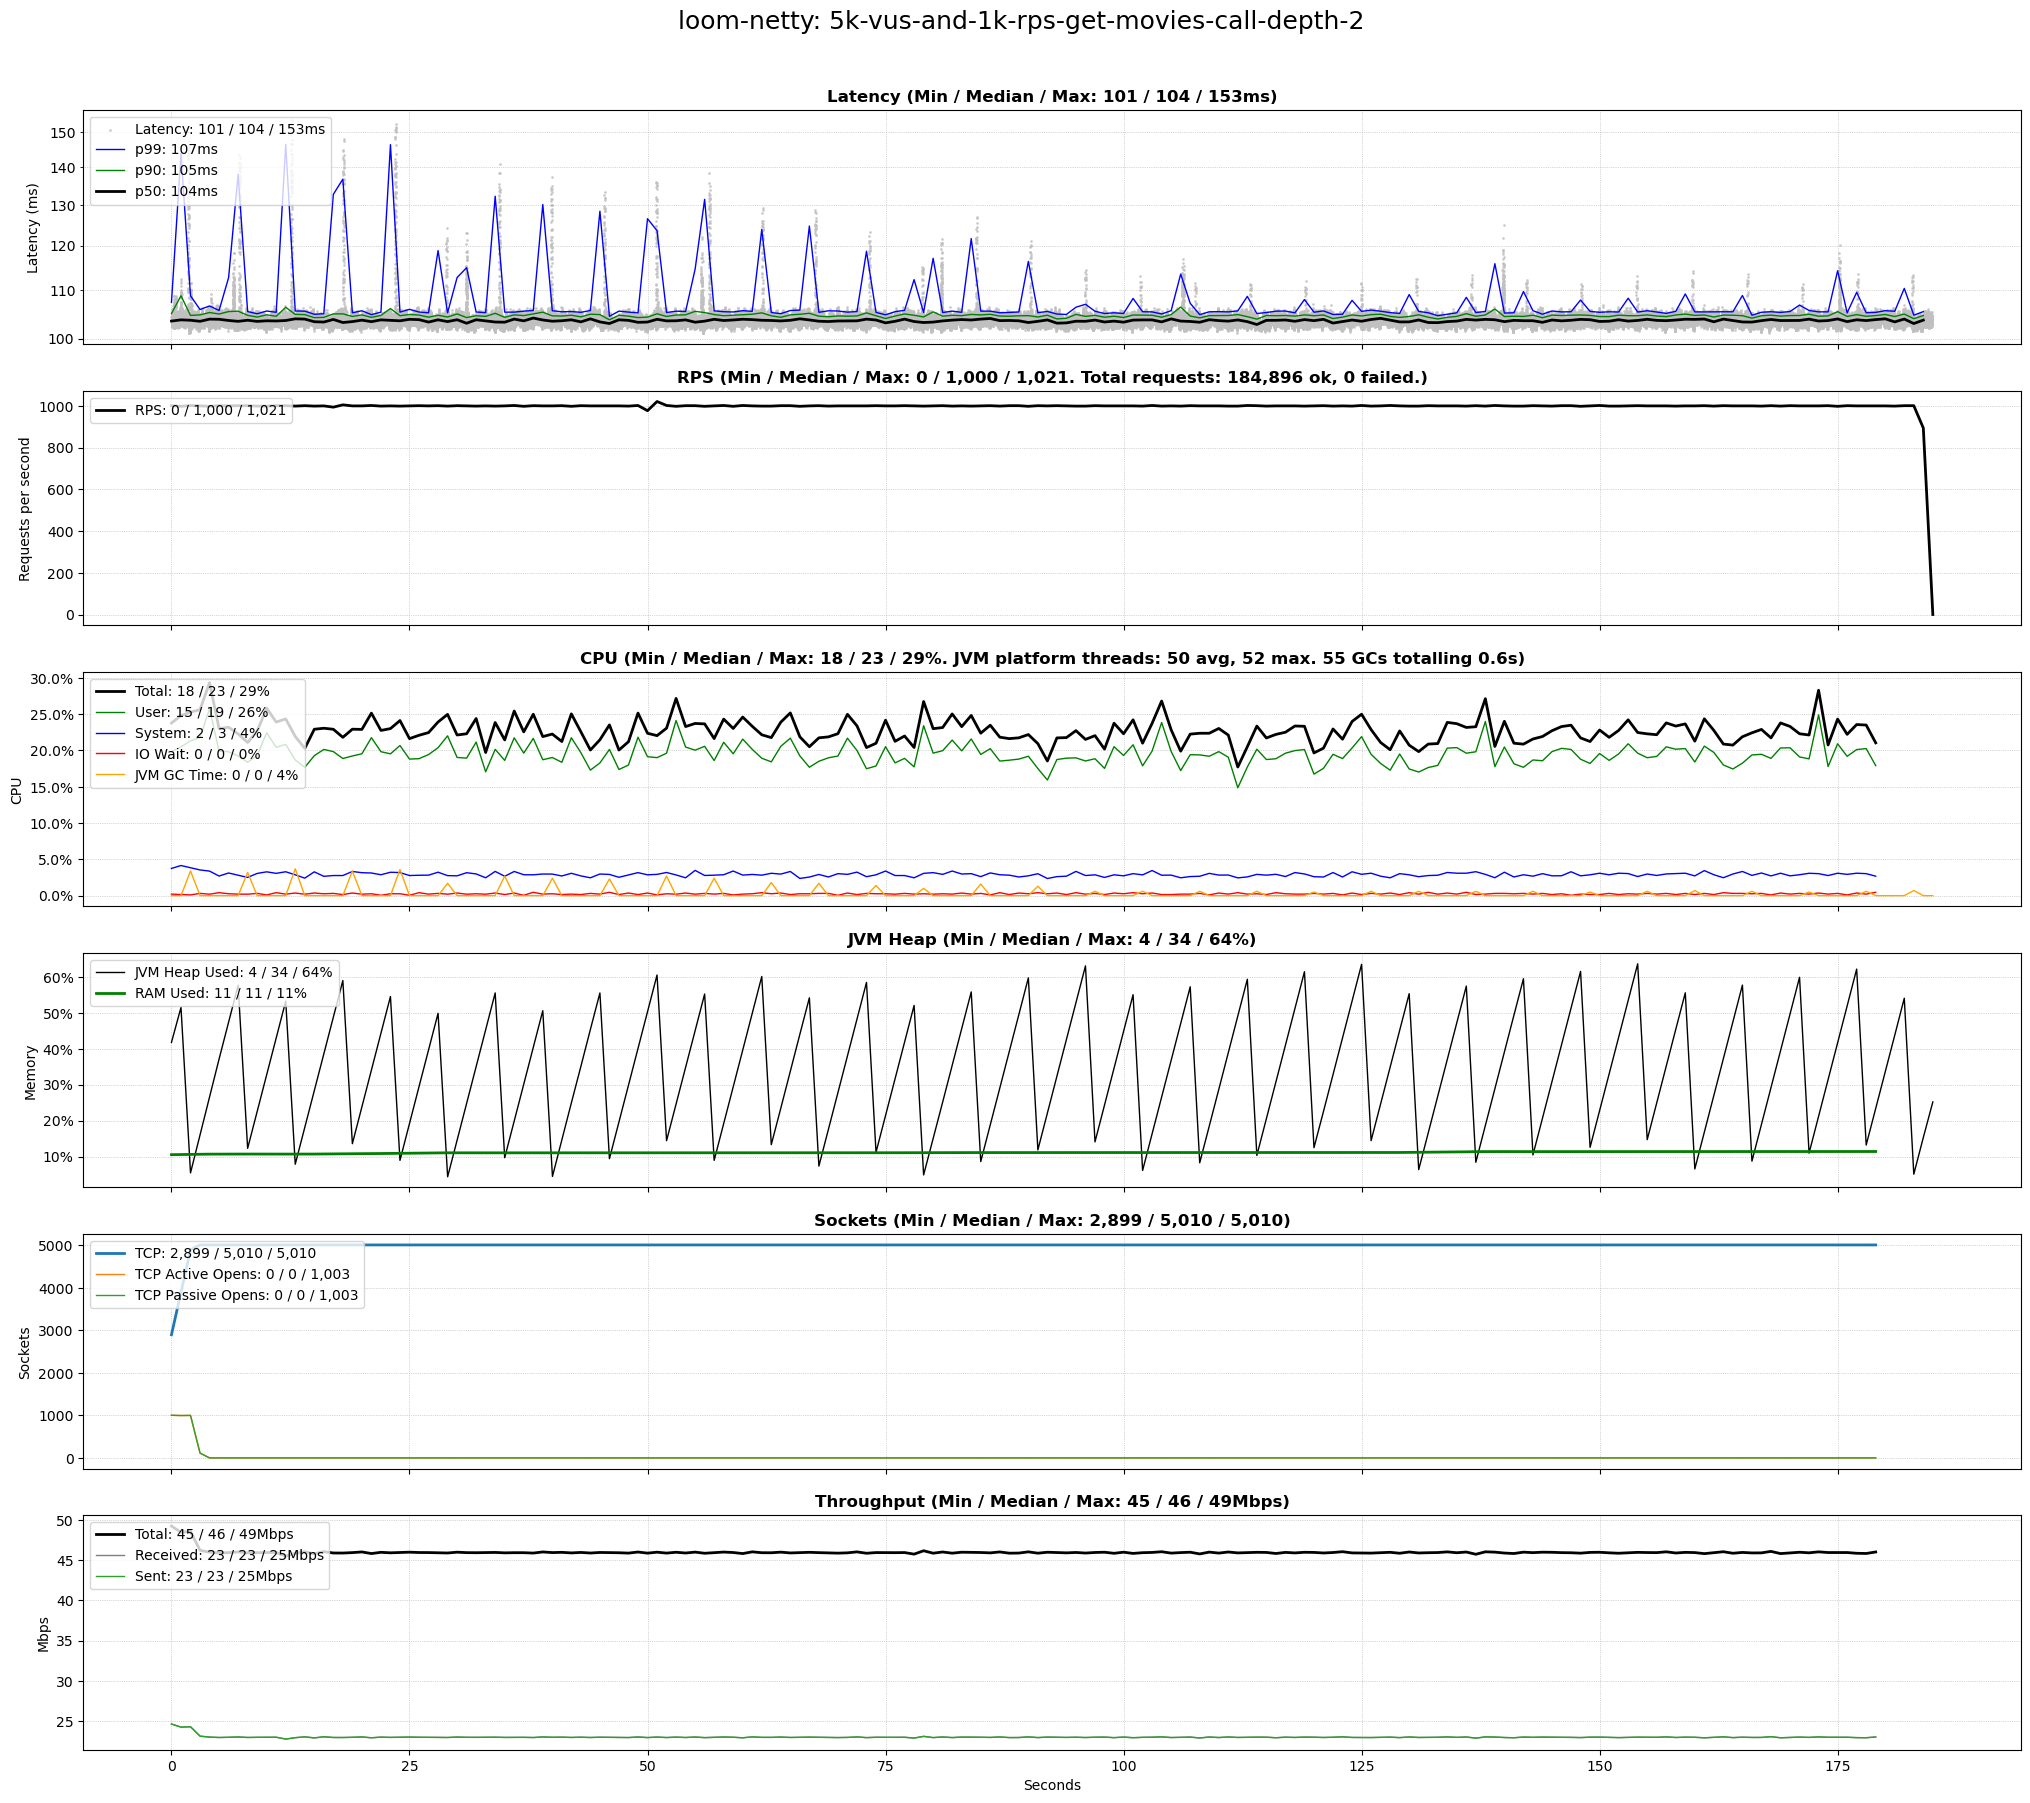 loom-netty: 5k-vus-and-1k-rps-get-movies-call-depth-2
Latency (Min / Median / Max: 101 / 104 / 153ms)
Latency (ms)
150
140
130
120
110
100
Latency: 101 / 104 / 153ms
p99: 107ms
p90: 105ms
p50: 104ms
RPS (Min / Median / Max: 0 / 1,000 / 1,021. Total requests: 184,896 ok, 0 failed.)
Requests per second
1000
800
600
400
200
0
RPS: 0 / 1,000 / 1,021
CPU (Min / Median / Max: 18 / 23 / 29%. JVM platform threads: 50 avg, 52 max. 55 GCs totalling 0.6s)
CPU
30.0%
25.0%
20.0%
15.0%
10.0%
5.0%
0.0%
Total: 18 / 23 / 29%
User: 15 / 19 / 26%
System: 2 / 3 / 4%
IO Wait: 0 / 0 / 0%
JVM GC Time: 0 / 0 / 4%
JVM Heap (Min / Median / Max: 4 / 34 / 64%)
Memory
60%
50%
40%
30%
20%
10%
JVM Heap Used: 4 / 34 / 64%
RAM Used: 11 / 11 / 11%
Sockets (Min / Median / Max: 2,899 / 5,010 / 5,010)
Sockets
5000
4000
3000
2000
1000
0
TCP: 2,899 / 5,010 / 5,010
TCP Active Opens: 0 / 0 / 1,003
TCP Passive Opens: 0 / 0 / 1,003
Throughput (Min / Median / Max: 45 / 46 / 49Mbps)
Mbps
50
45
40
35
30
25
Total: 45 / 46 / 49Mbps
Received: 23 / 23 / 25Mbps
Sent: 23 / 23 / 25Mbps
0 25 50 75 100 125 150 175
Seconds